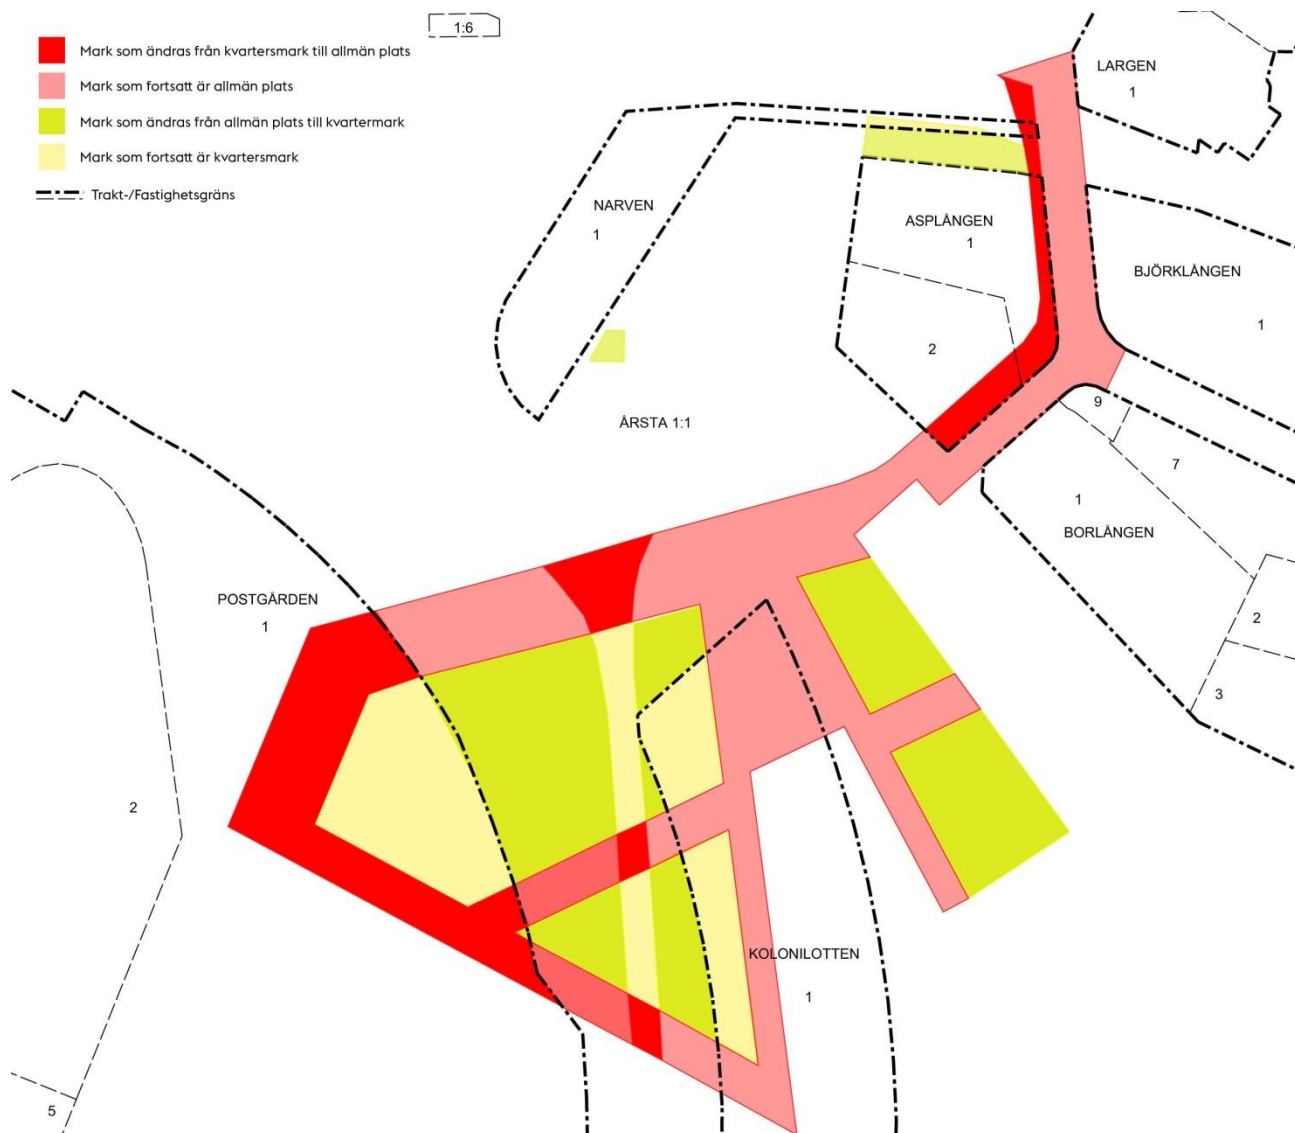 1:6
Mark som ändras från kvartersmark till allmän plats
Mark som fortsatt är allmän plats
Mark som ändras från allmän plats till kvartermark
Mark som fortsatt är kvartersmark
Trakt-/Fastighetsgräns
LARGEN
1
NARVEN
1
ASPLÅNGEN
1
BJÖRKLÅNGEN
1
2
9
ÅRSTA 1:1
7
1
BORLÅNGEN
POSTGÅRDEN
1
2
3
2
KOLONILOTTEN
1
5